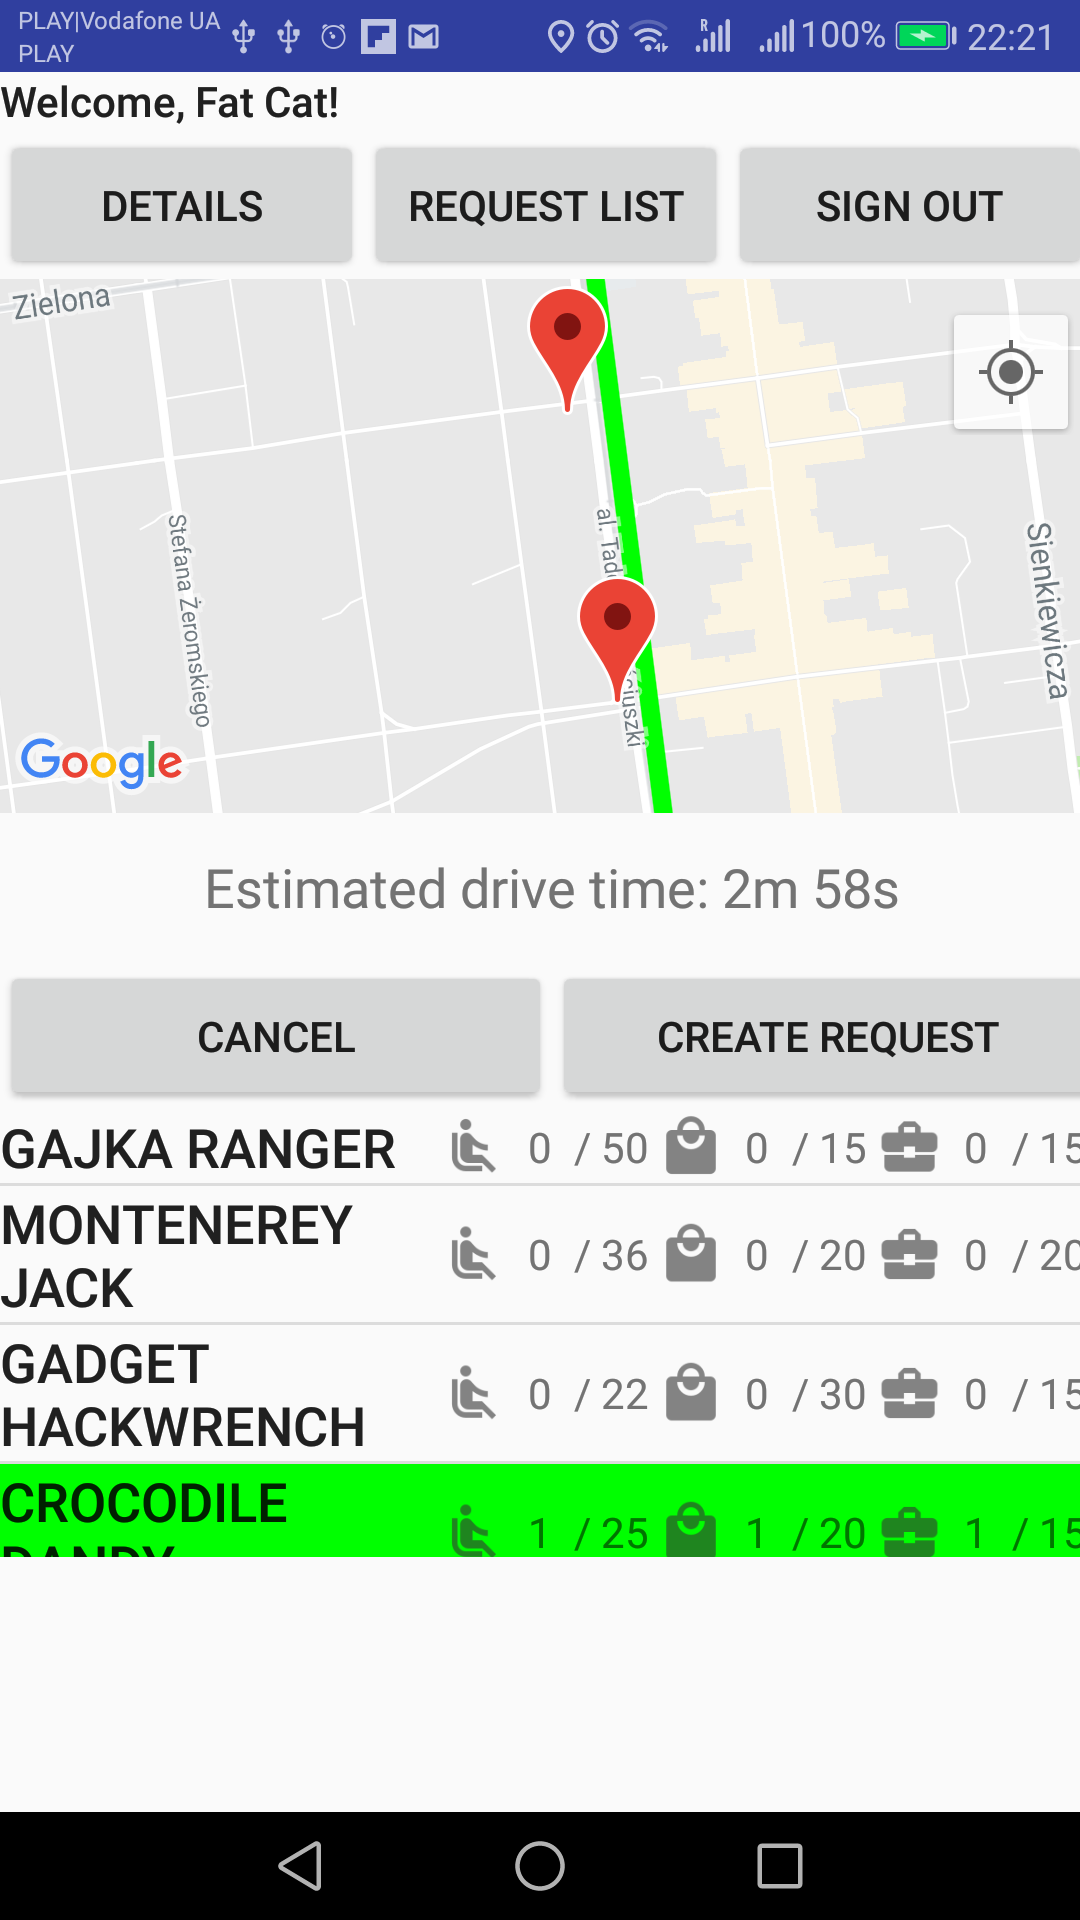 PLAY|Vodafone UA
PLAY
R
100%
22:21
Welcome, Fat Cat!
DETAILS
REQUEST LIST
SIGN OUT
Zielona
Stefana Żeromskiego
al. Tade
ciuszki
Sienkiewicza
Google
Estimated drive time: 2m 58s
CANCEL
CREATE REQUEST
GAJKA RANGER 0 / 50 0 / 15 0 / 15
MONTENEREY
JACK
0 / 36 0 / 20 0 / 20
GADGET
HACKWRENCH
0 / 22 0 / 30 0 / 15
CROCODILE
DANDY
1 / 25 1 / 20 1 / 15